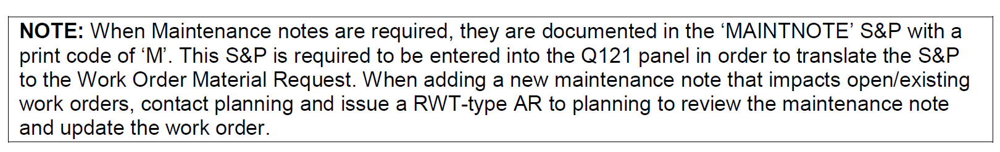 NOTE: When Maintenance notes are required, they are documented in the ‘MAINTNOTE’ S&P with a
print code of ‘M’. This S&P is required to be entered into the Q121 panel in order to translate the S&P
to the Work Order Material Request. When adding a new maintenance note that impacts open/existing
work orders, contact planning and issue a RWT-type AR to planning to review the maintenance note
and update the work order.